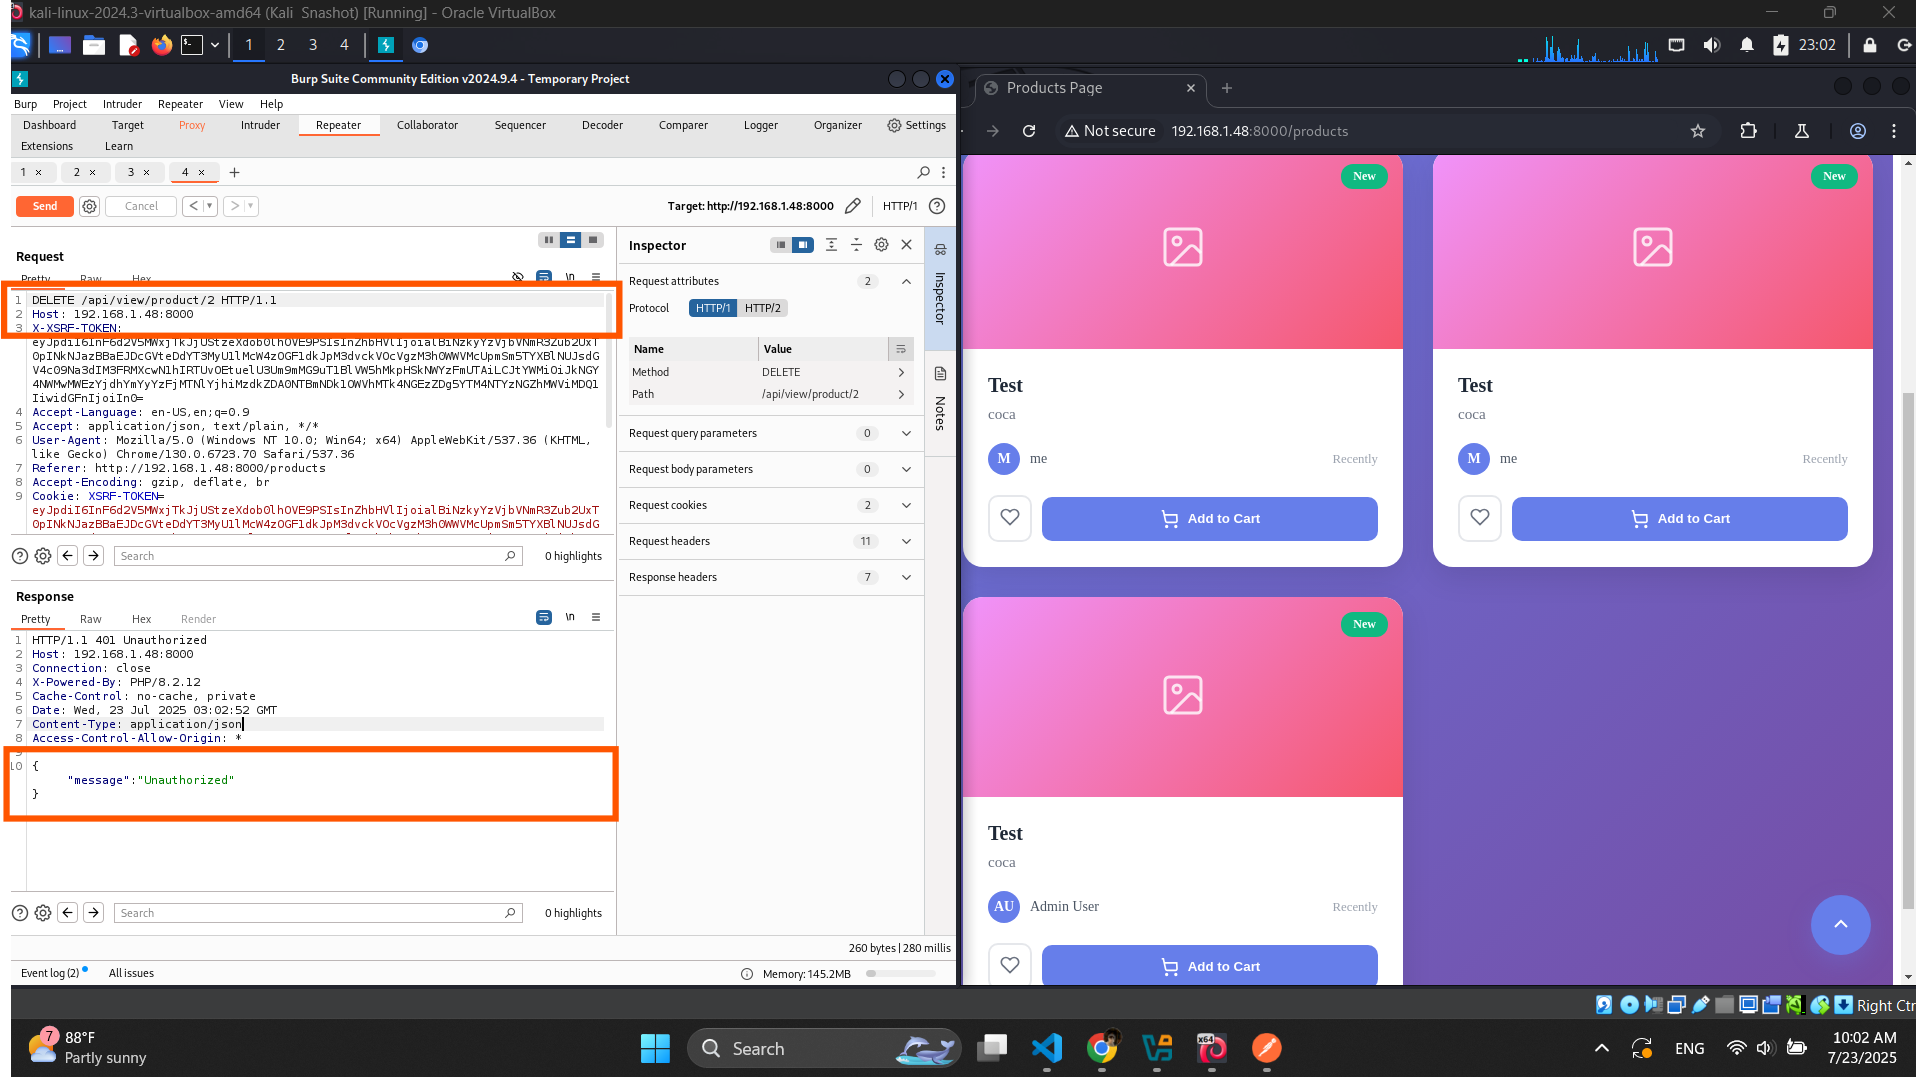 kali-linux-2024.3-virtualbox-amd64 (Kali Snashot) [Running] - Oracle VirtualBox
1 2 3 4
23:02
Burp Suite Community Edition v2024.9.4 - Temporary Project
Burp Project Intruder Repeater View Help
Dashboard Target Proxy Intruder Repeater Collaborator Sequencer Decoder Comparer Logger Organizer Settings
Extensions Learn
1 × 2 × 3 × 4 × +
Send Cancel < > Target: http://192.168.1.48:8000 HTTP/1
Request
Pretty Raw Hex \n
1 DELETE /api/view/product/2 HTTP/1.1
2 Host: 192.168.1.48:8000
3 X-XSRF-TOKEN:
4 Accept-Language: en-US,en;q=0.9
5 Accept: application/json, text/plain, */*
6 User-Agent: Mozilla/5.0 (Windows NT 10.0; Win64; x64) AppleWebKit/537.36 (KHTML,
like Gecko) Chrome/130.0.6723.70 Safari/537.36
7 Referer: http://192.168.1.48:8000/products
8 Accept-Encoding: gzip, deflate, br
9 Cookie: XSRF-TOKEN=
Search 0 highlights
Response
Pretty Raw Hex Render \n
1 HTTP/1.1 401 Unauthorized
2 Host: 192.168.1.48:8000
3 Connection: close
4 X-Powered-By: PHP/8.2.12
5 Cache-Control: no-cache, private
6 Date: Wed, 23 Jul 2025 03:02:52 GMT
7 Content-Type: application/json
8 Access-Control-Allow-Origin: *
9
10 {
"message":"Unauthorized"
}
Search 0 highlights
260 bytes | 280 millis
Event log (2) All issues Memory: 145.2MB
Inspector
Request attributes 2
Protocol HTTP/1 HTTP/2
Name Value
Method DELETE
Path /api/view/product/2
Request query parameters 0
Request body parameters 0
Request cookies 2
Request headers 11
Response headers 7
Inspector
Notes
Products Page
Not secure 192.168.1.48:8000/products
New
Test
coca
M me Recently
Add to Cart
New
Test
coca
M me Recently
Add to Cart
New
Test
coca
AU Admin User Recently
Add to Cart
Right Ctr
7
88°F
Partly sunny
Search
x64
ENG
10:02 AM
7/23/2025